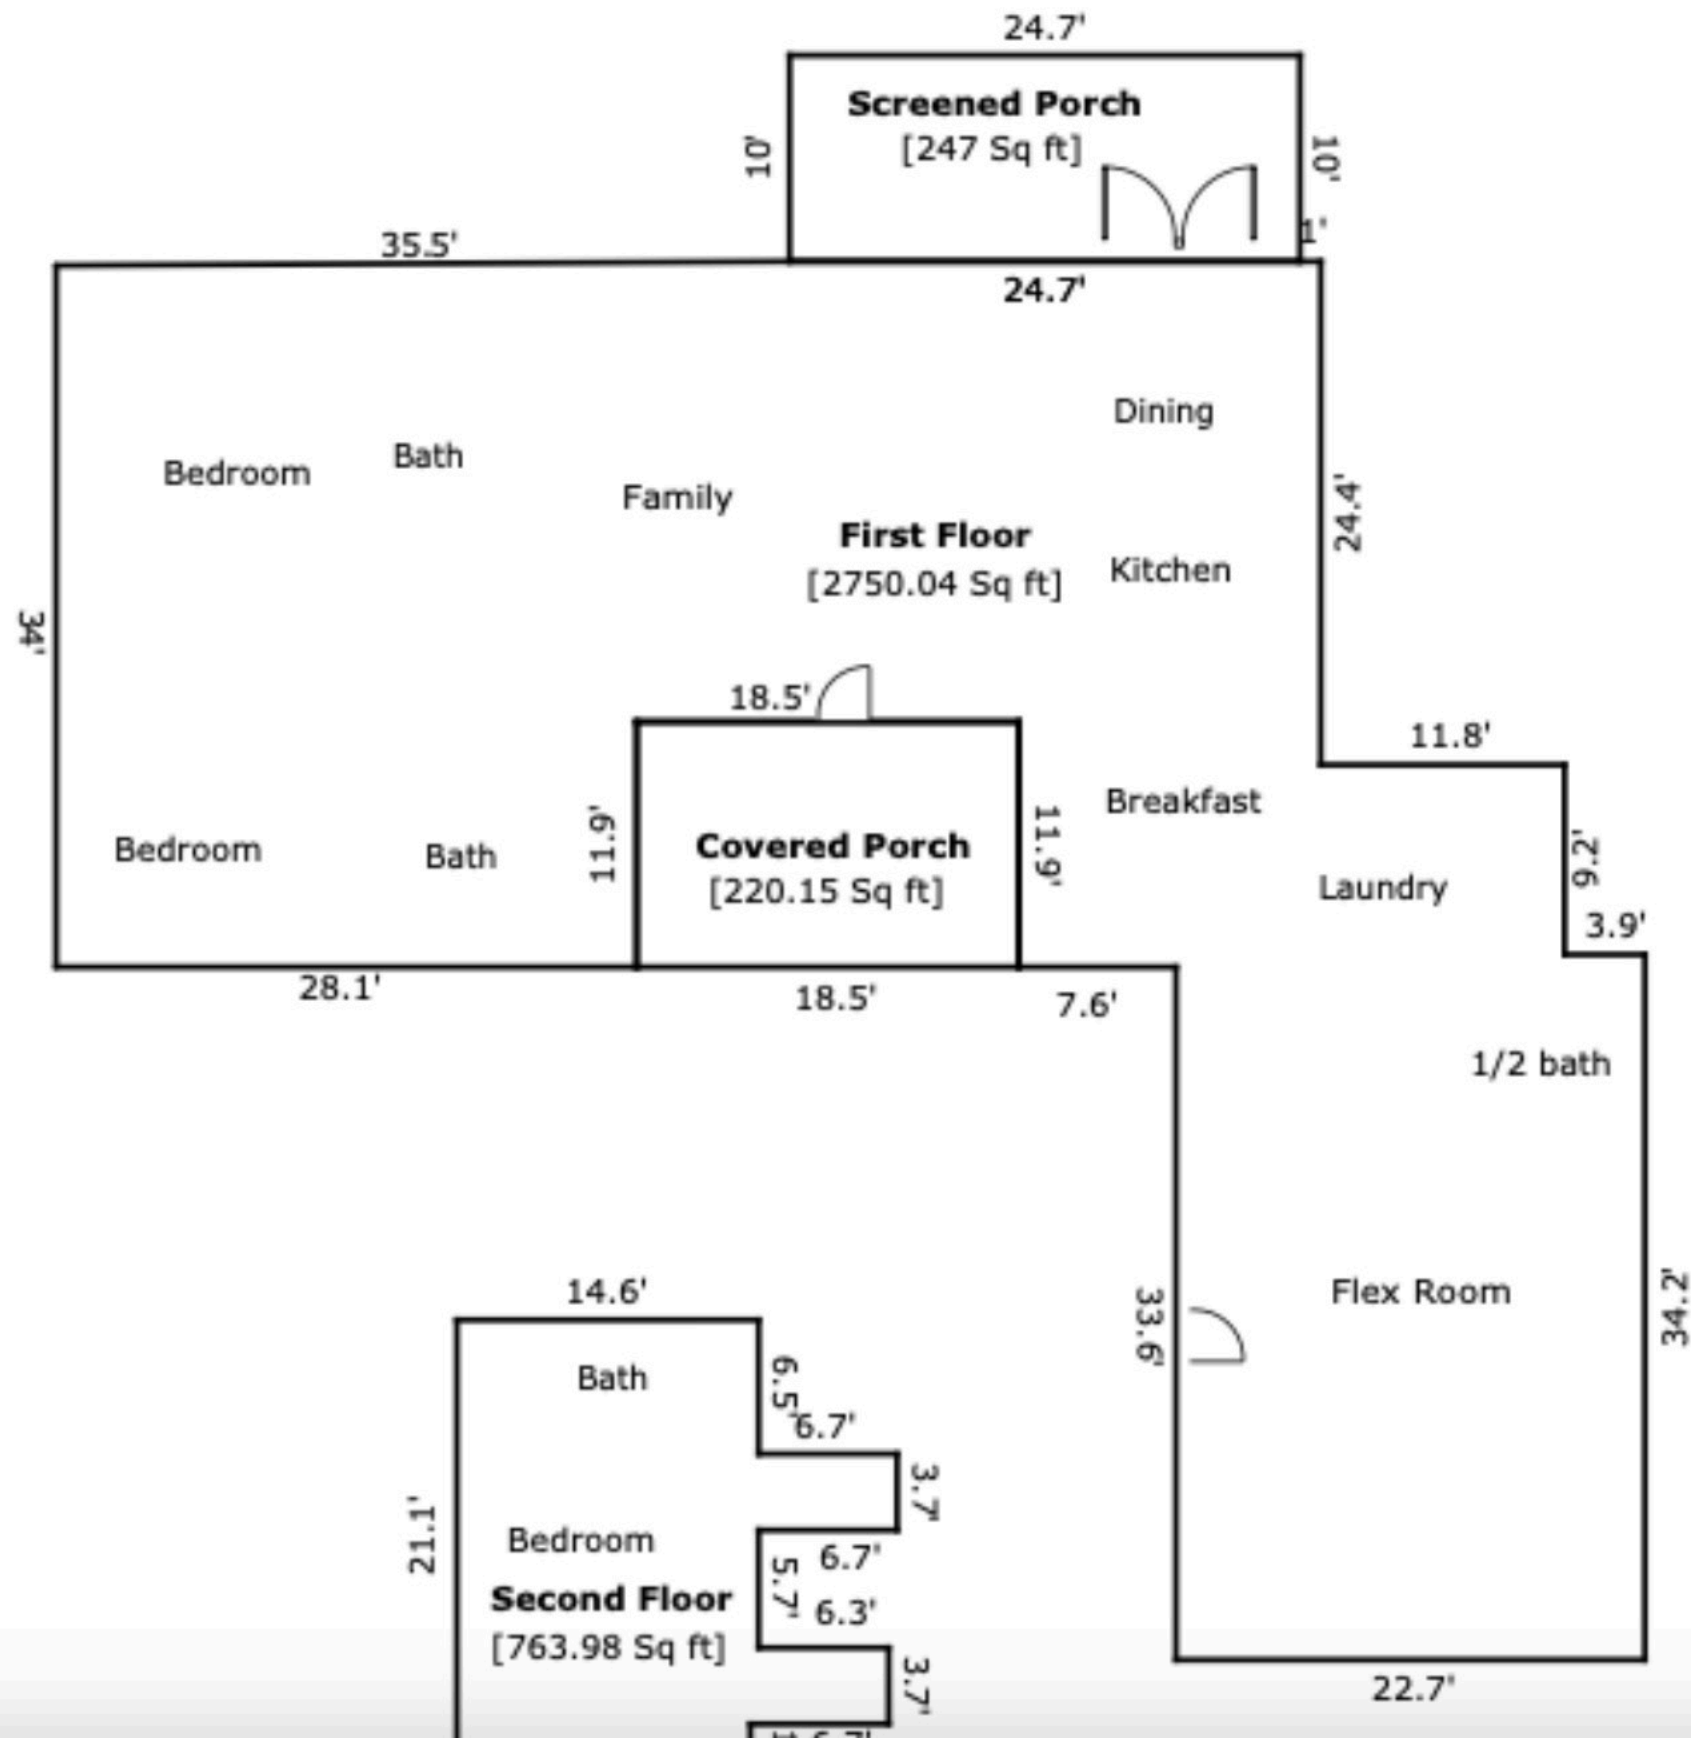 24.7'
Screened Porch
[247 Sq ft]
10'
10'
1'
35.5'
24.7'
Dining
Bath
Bedroom
Family
First Floor
[2750.04 Sq ft]
Kitchen
24.4'
34'
18.5'
11.8'
Breakfast
11.9'
Covered Porch
[220.15 Sq ft]
11.9'
Bedroom
Bath
Laundry
9.2'
3.9'
28.1'
18.5'
7.6'
1/2 bath
14.6'
Flex Room
33.6'
34.2'
Bath
6.5'
6.7'
3.7'
21.1'
Bedroom
6.7'
5.7'
Second Floor
6.3'
[763.98 Sq ft]
3.7'
22.7'
6.7'